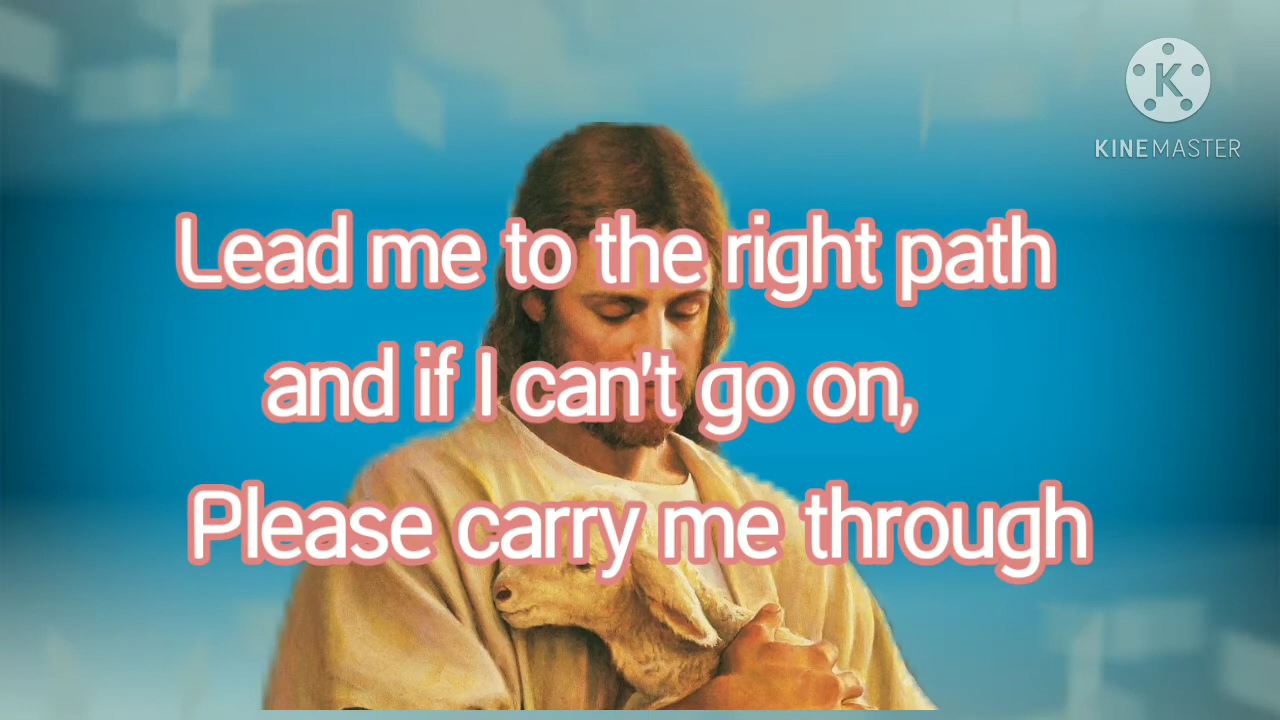 K
KINEMASTER
Lead me to the right path
and if I can't go on,
Please carry me through